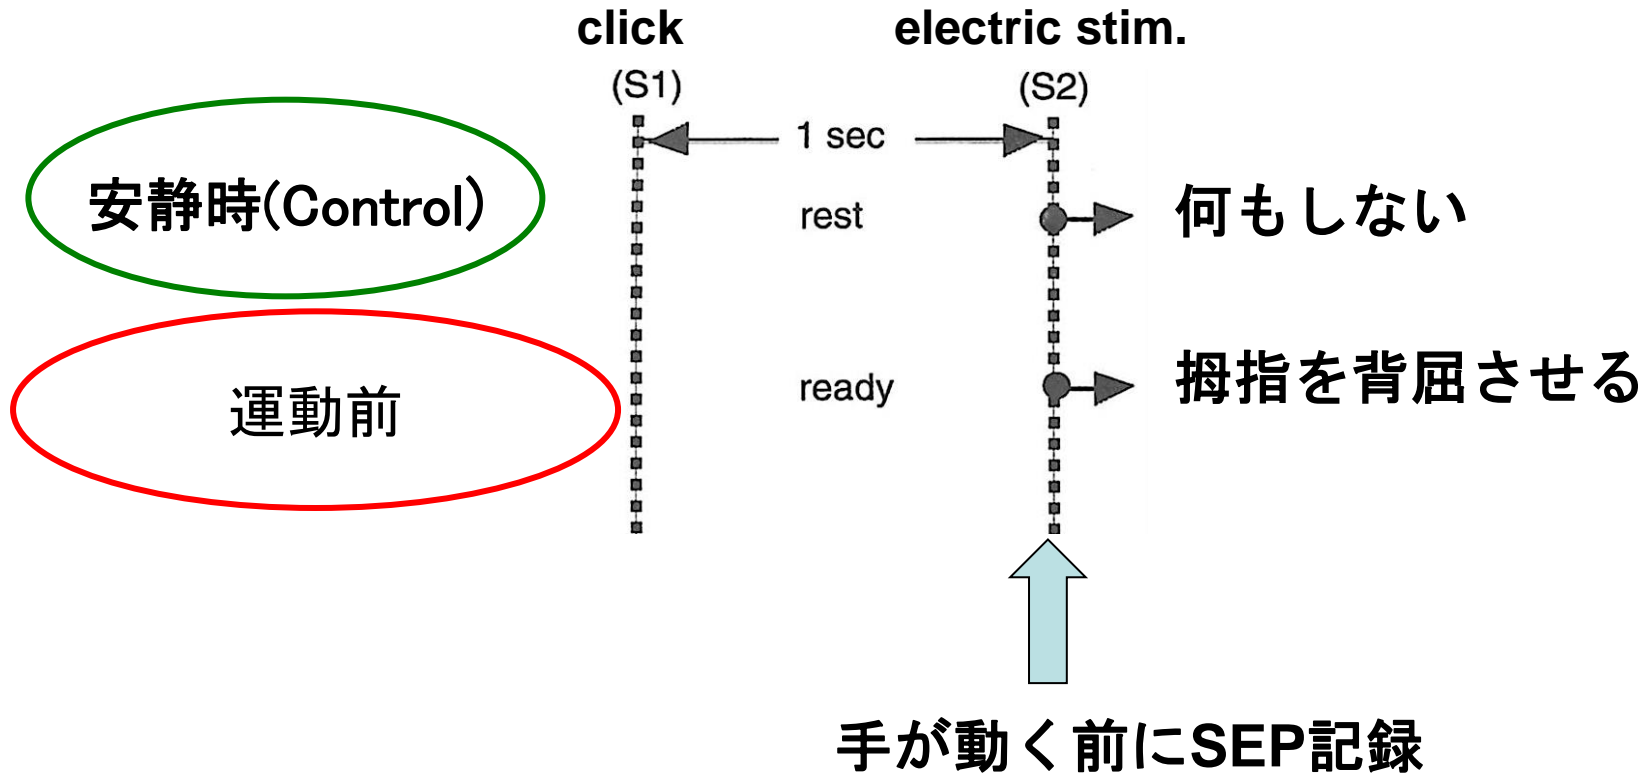 click electric stim.
(S1) (S2)
1 sec
安静時(Control) rest 何もしない
運動前 ready 拇指を背屈させる
手が動く前にSEP記録